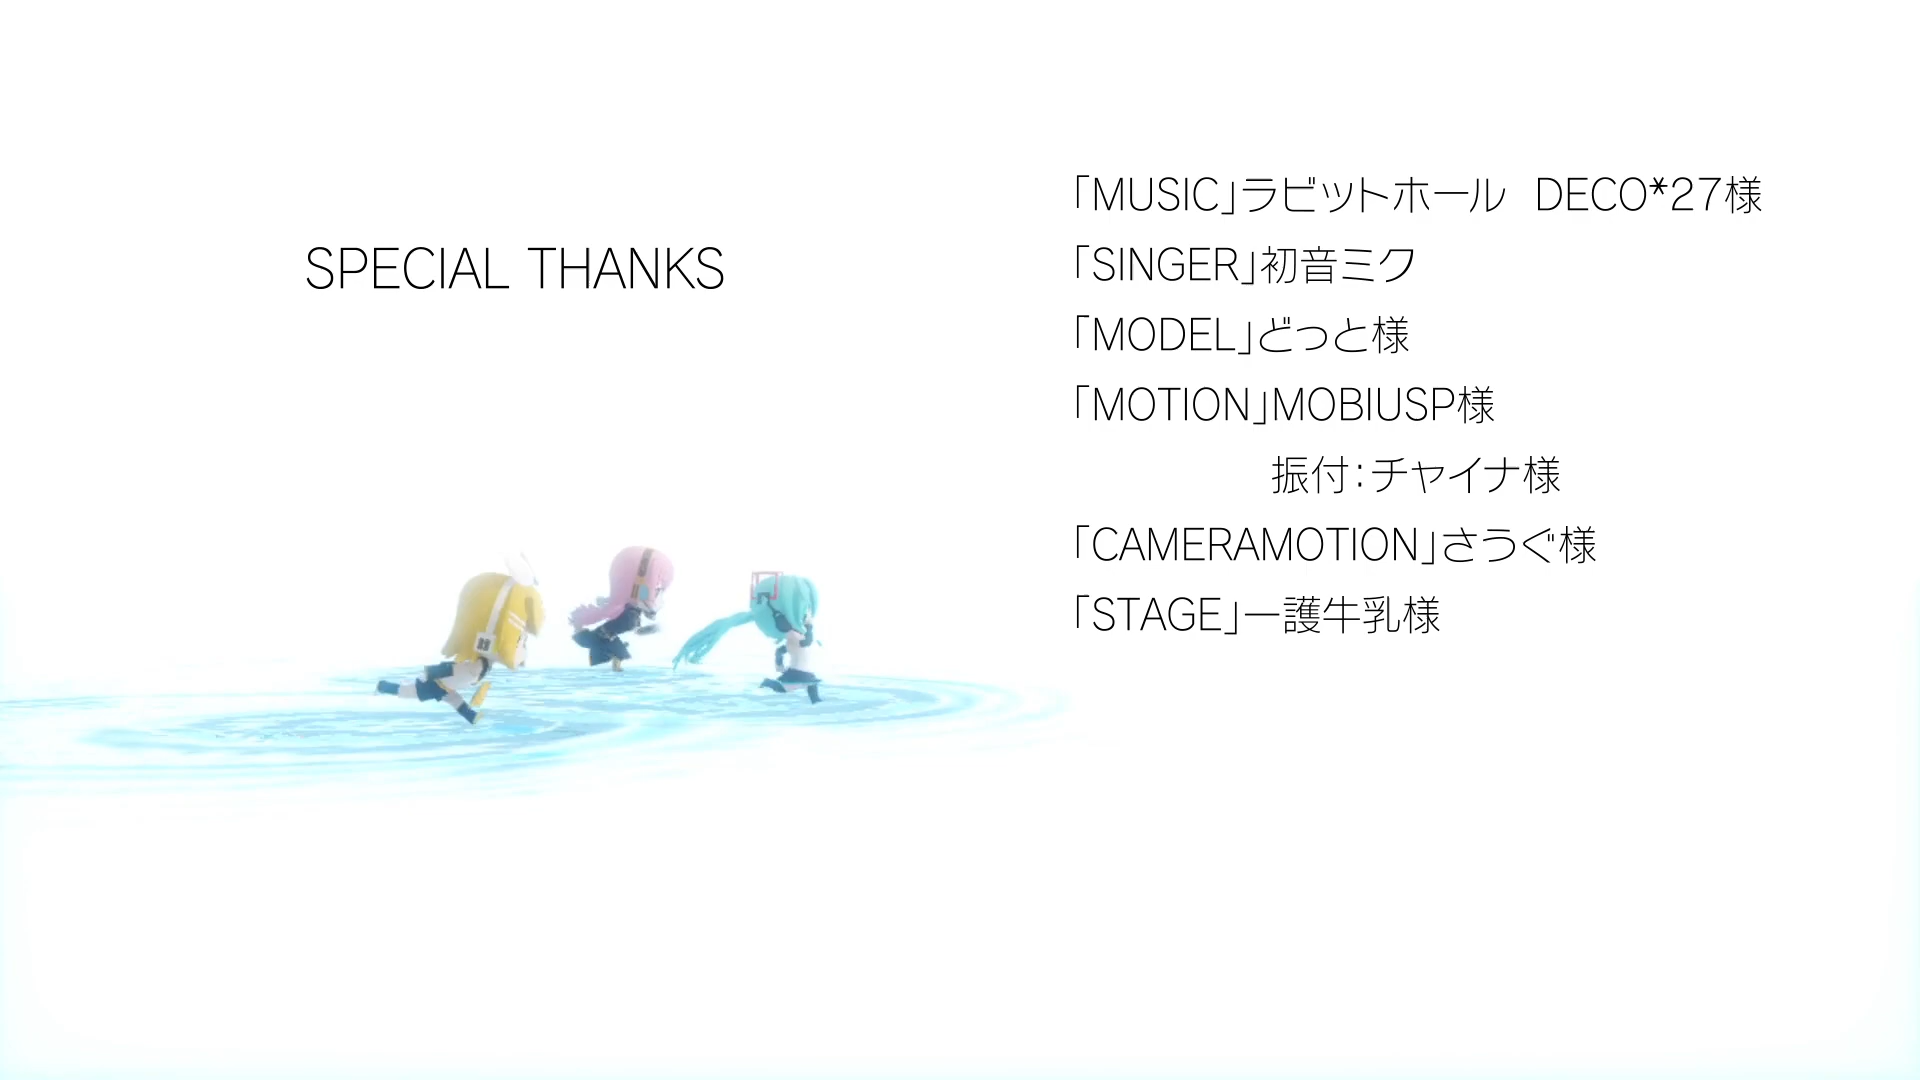 SPECIAL THANKS
「MUSIC」ラビットホール　DECO*27様
「SINGER」初音ミク
「MODEL」どっと様
「MOTION」MOBIUSP様
振付：チャイナ様
「CAMERAMOTION」さうぐ様
「STAGE」一護牛乳様